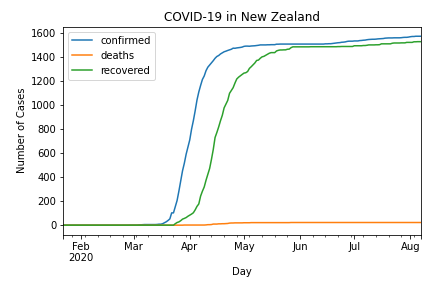 COVID-19 in New Zealand
confirmed
deaths
recovered
Number of Cases
1600
1400
1200
1000
800
600
400
200
0
Feb Mar Apr May Jun Jul Aug
2020
Day